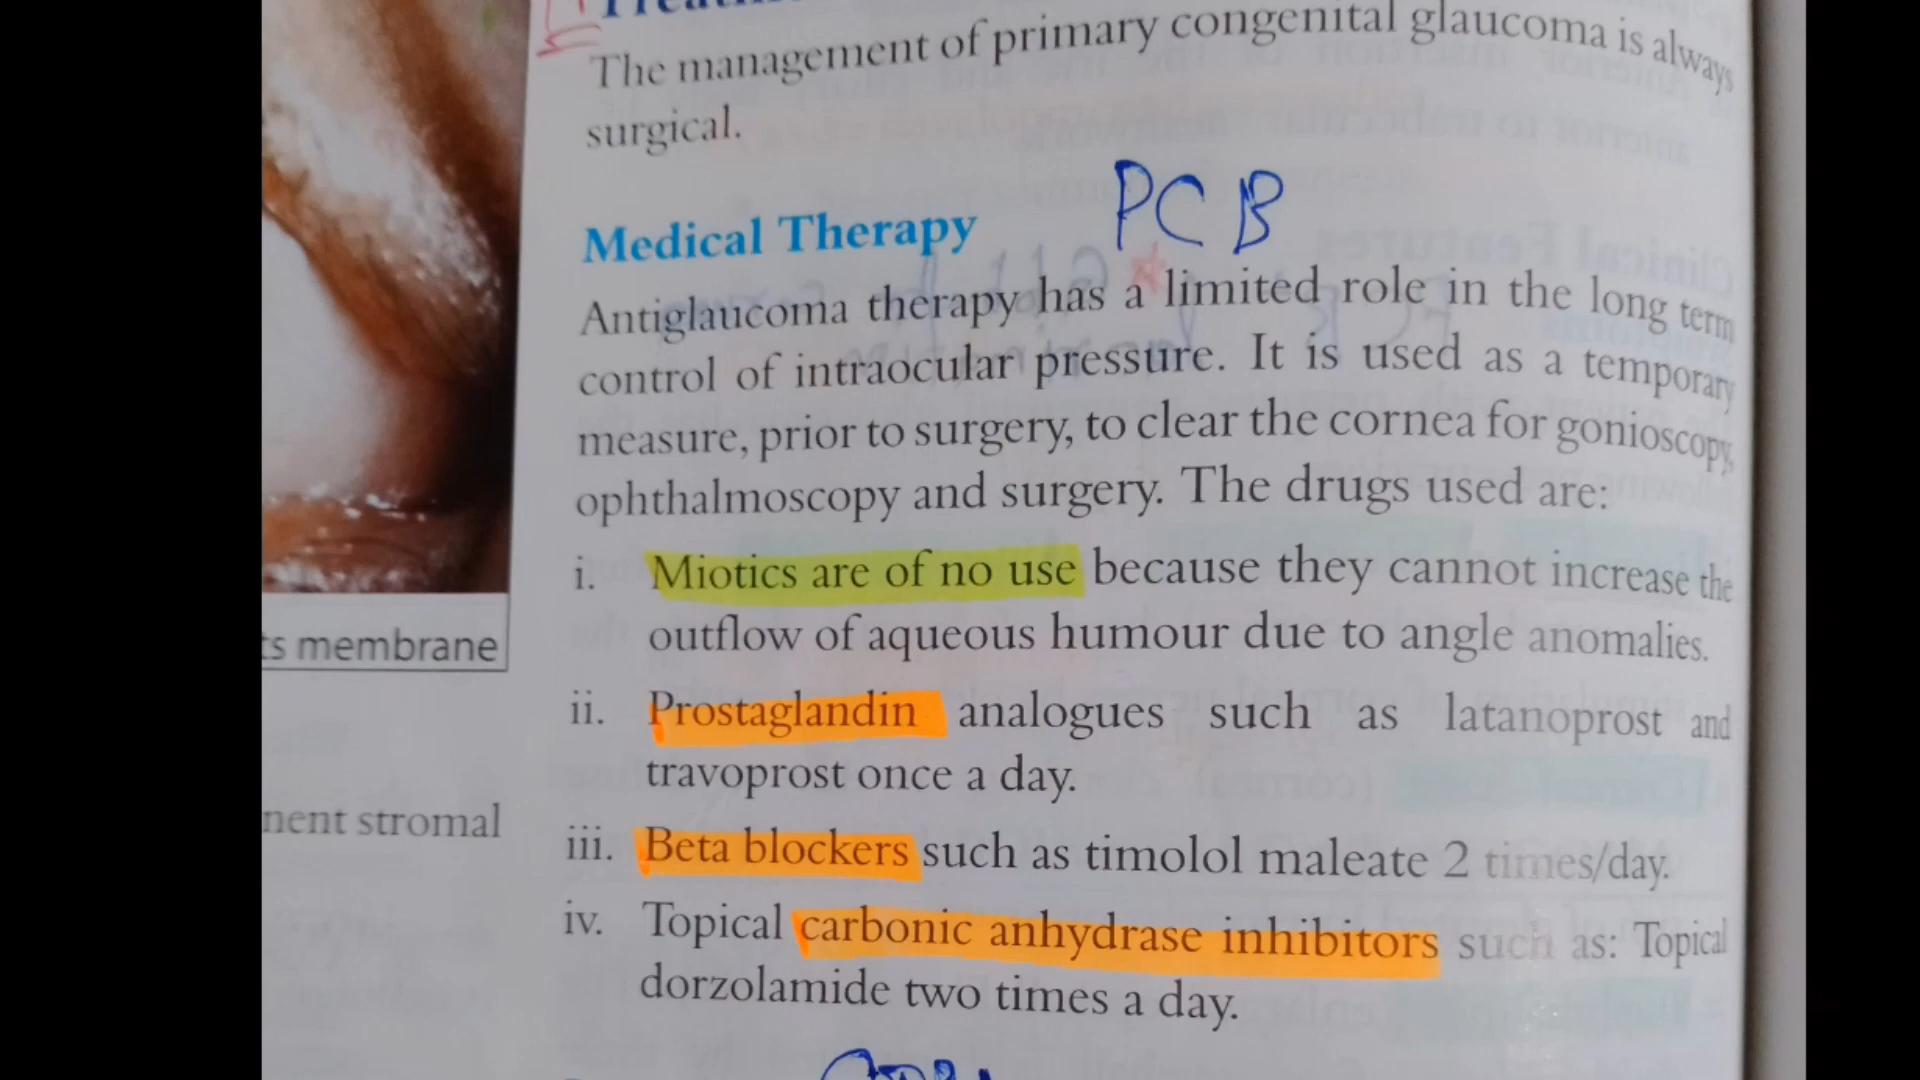 The management of primary congenital glaucoma is always
surgical.
PCB
Medical Therapy
Antiglaucoma therapy has a limited role in the long term
control of intraocular pressure. It is used as a temporary
measure, prior to surgery, to clear the cornea for gonioscopy,
ophthalmoscopy and surgery. The drugs used are:
i. Miotics are of no use because they cannot increase the
outflow of aqueous humour due to angle anomalies.
ii. Prostaglandin analogues such as latanoprost and
travoprost once a day.
iii. Beta blockers such as timolol maleate 2 times/day.
iv. Topical carbonic anhydrase inhibitors such as: Topical
dorzolamide two times a day.
membrane
stromal